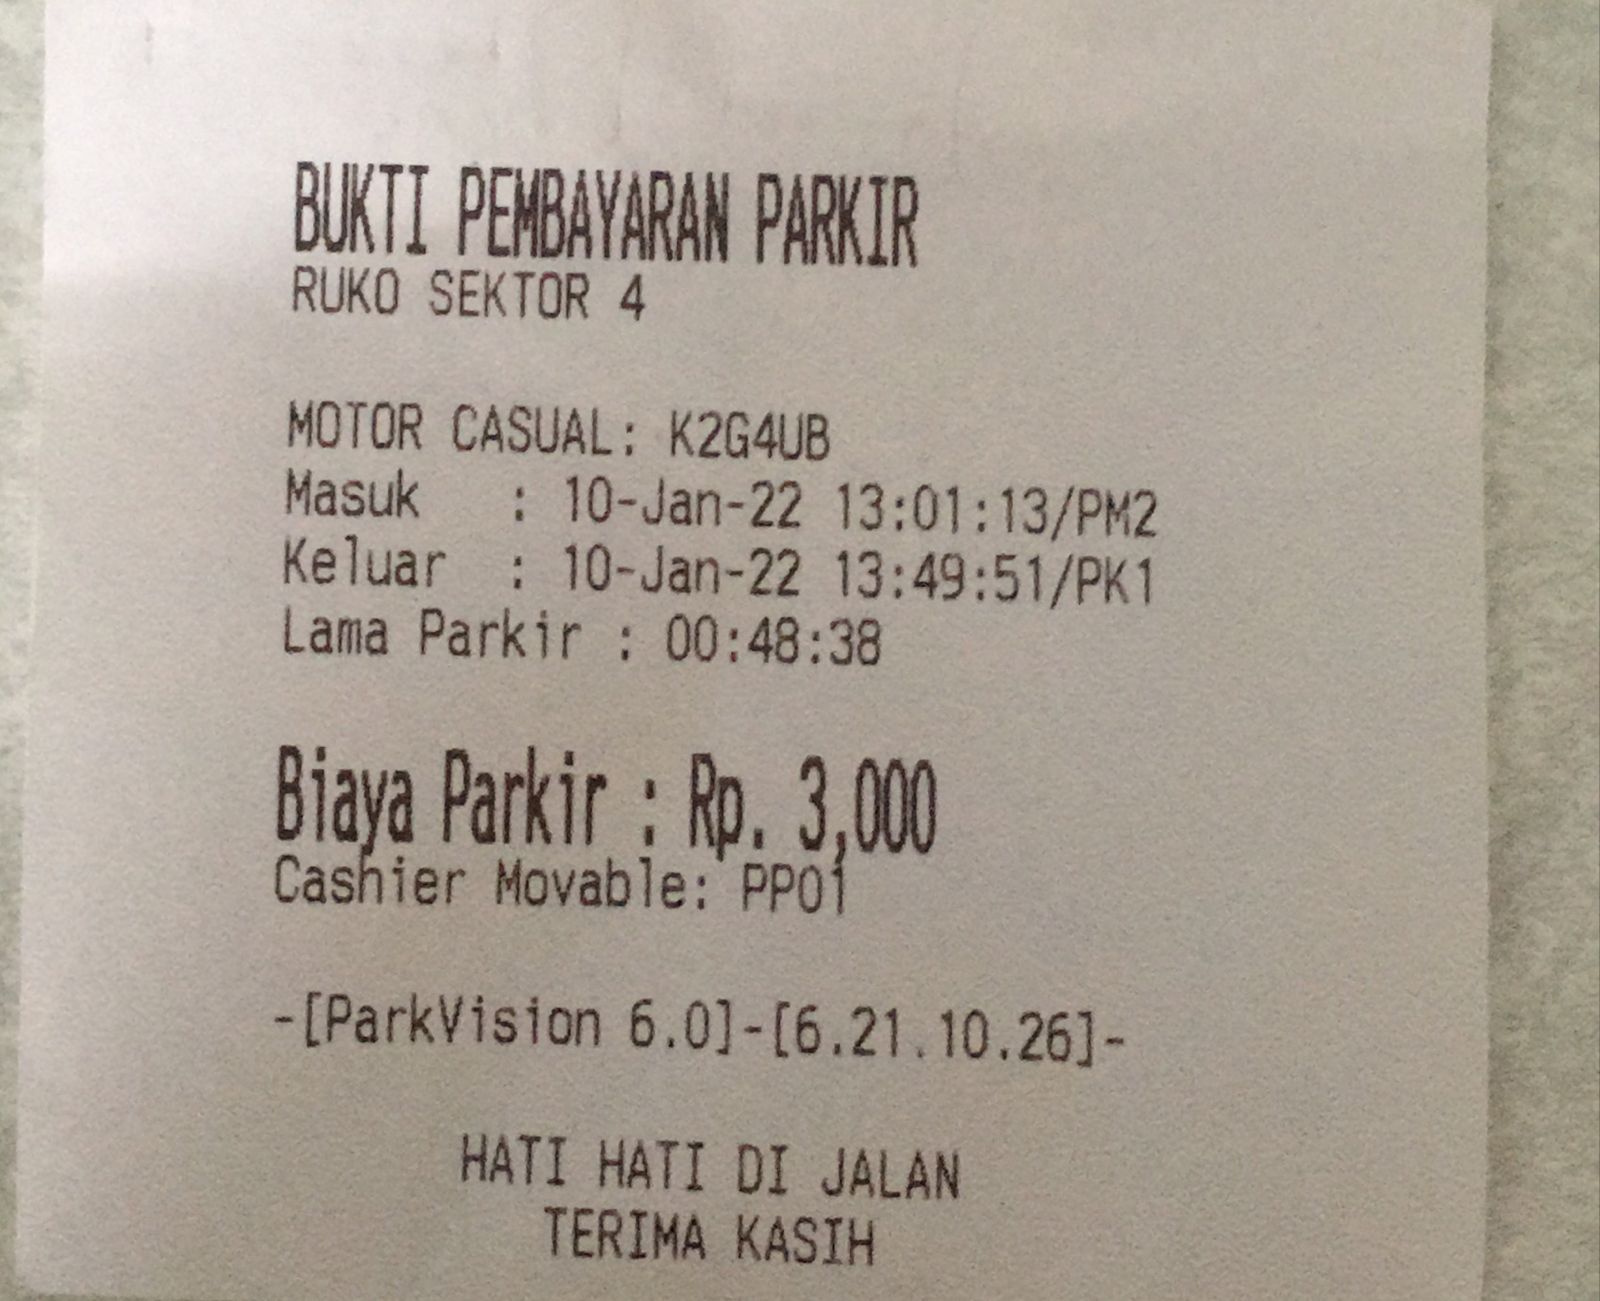 BUKTI PEMBAYARAN PARKIR
RUKO SEKTOR 4
MOTOR CASUAL: K2G4UB
Masuk : 10-Jan-22 13:01:13/PM2
Keluar : 10-Jan-22 13:49:51/PK1
Lama Parkir : 00:48:38
Biaya Parkir : Rp. 3,000
Cashier Movable: PP01
-[ParkVision 6.0]-[6.21.10.26]-
HATI HATI DI JALAN
TERIMA KASIH